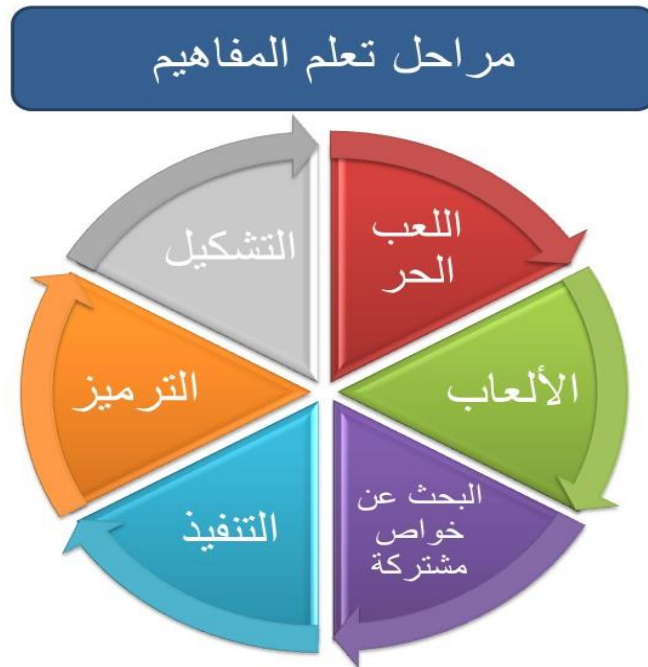 مراحل تعلم المفاهيم
اللعب
الحر
الألعاب
البحث عن
خواص
مشتركة
التنفيذ
الترميز
التشكيل